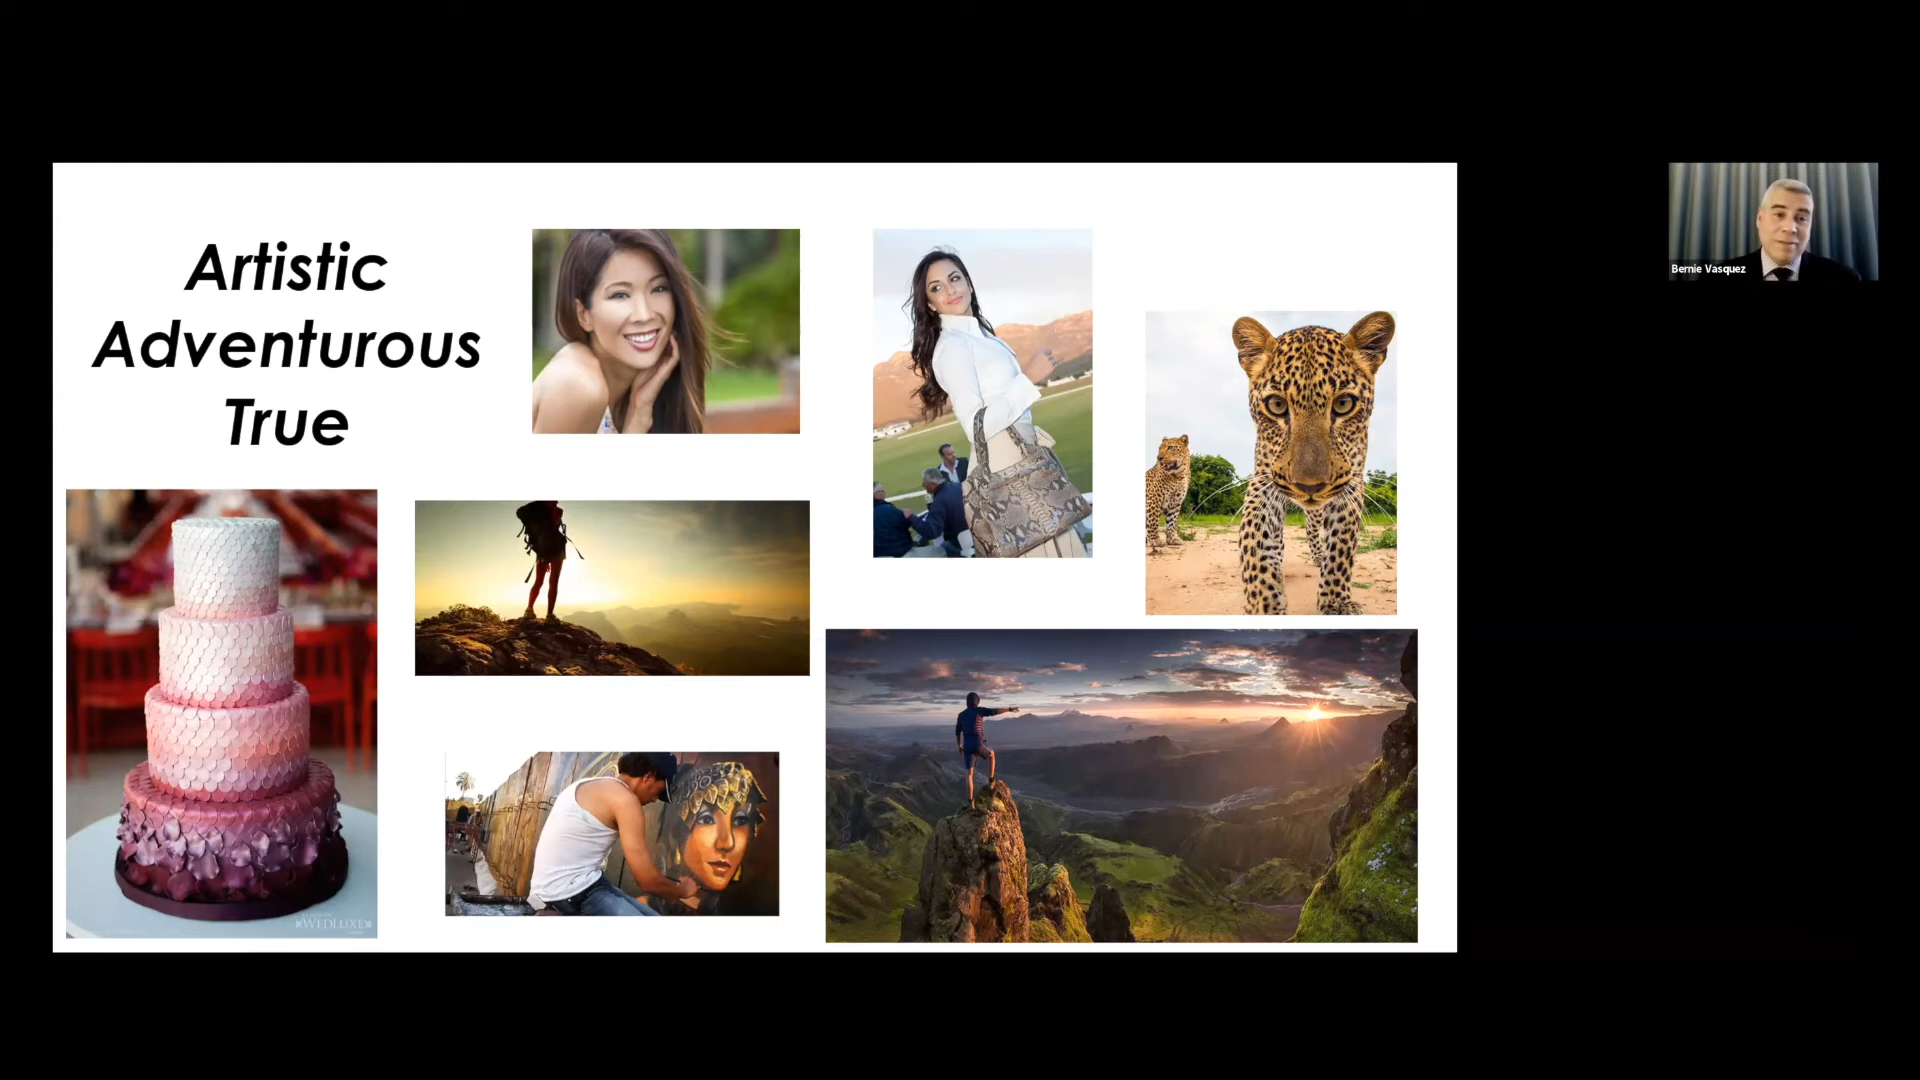 Artistic
Adventurous
True
WEDLUXE
Bernie Vasquez